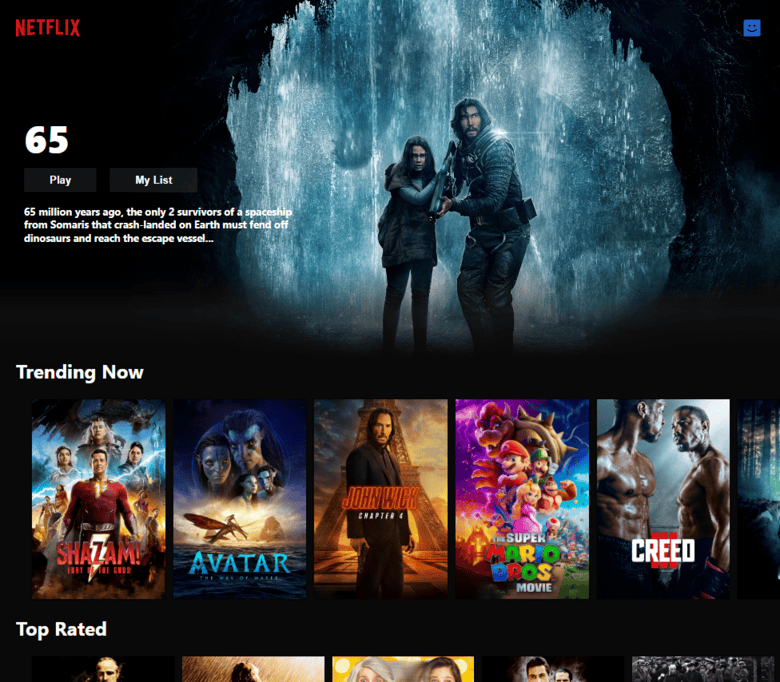 NETFLIX
65
Play
My List
65 million years ago, the only 2 survivors of a spaceship
from Somaris that crash-landed on Earth must fend off
dinosaurs and reach the escape vessel...
Trending Now
SHAZAM!
FURY OF THE GODS
AVATAR
THE WAY OF WATER
JOHN WICK
CHAPTER 4
THE SUPER
MARIO
BROS
MOVIE
CREED
III
Top Rated